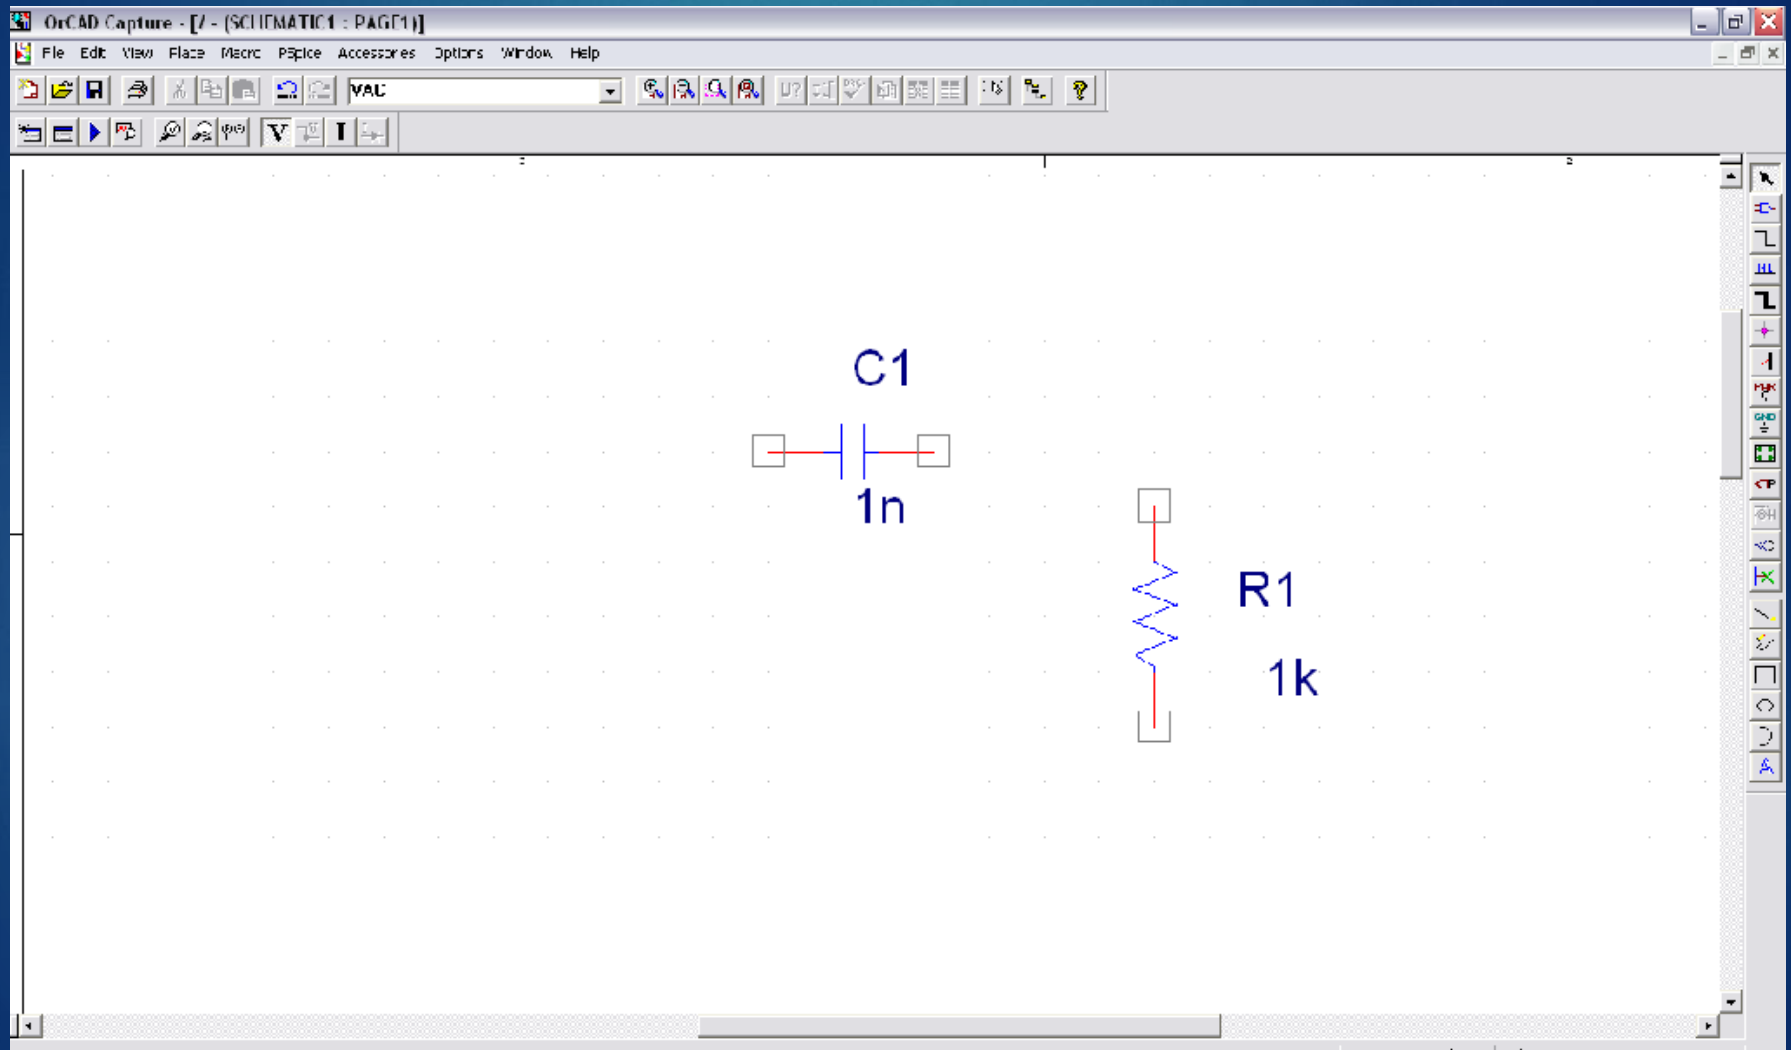 OrCAD Capture - [/ - (SCHEMATIC1 : PAGE1)]
File Edit View Place Macro PSpice Accessories Options Window Help
VAC
U?
V I
C1
1n
R1
1k
GND